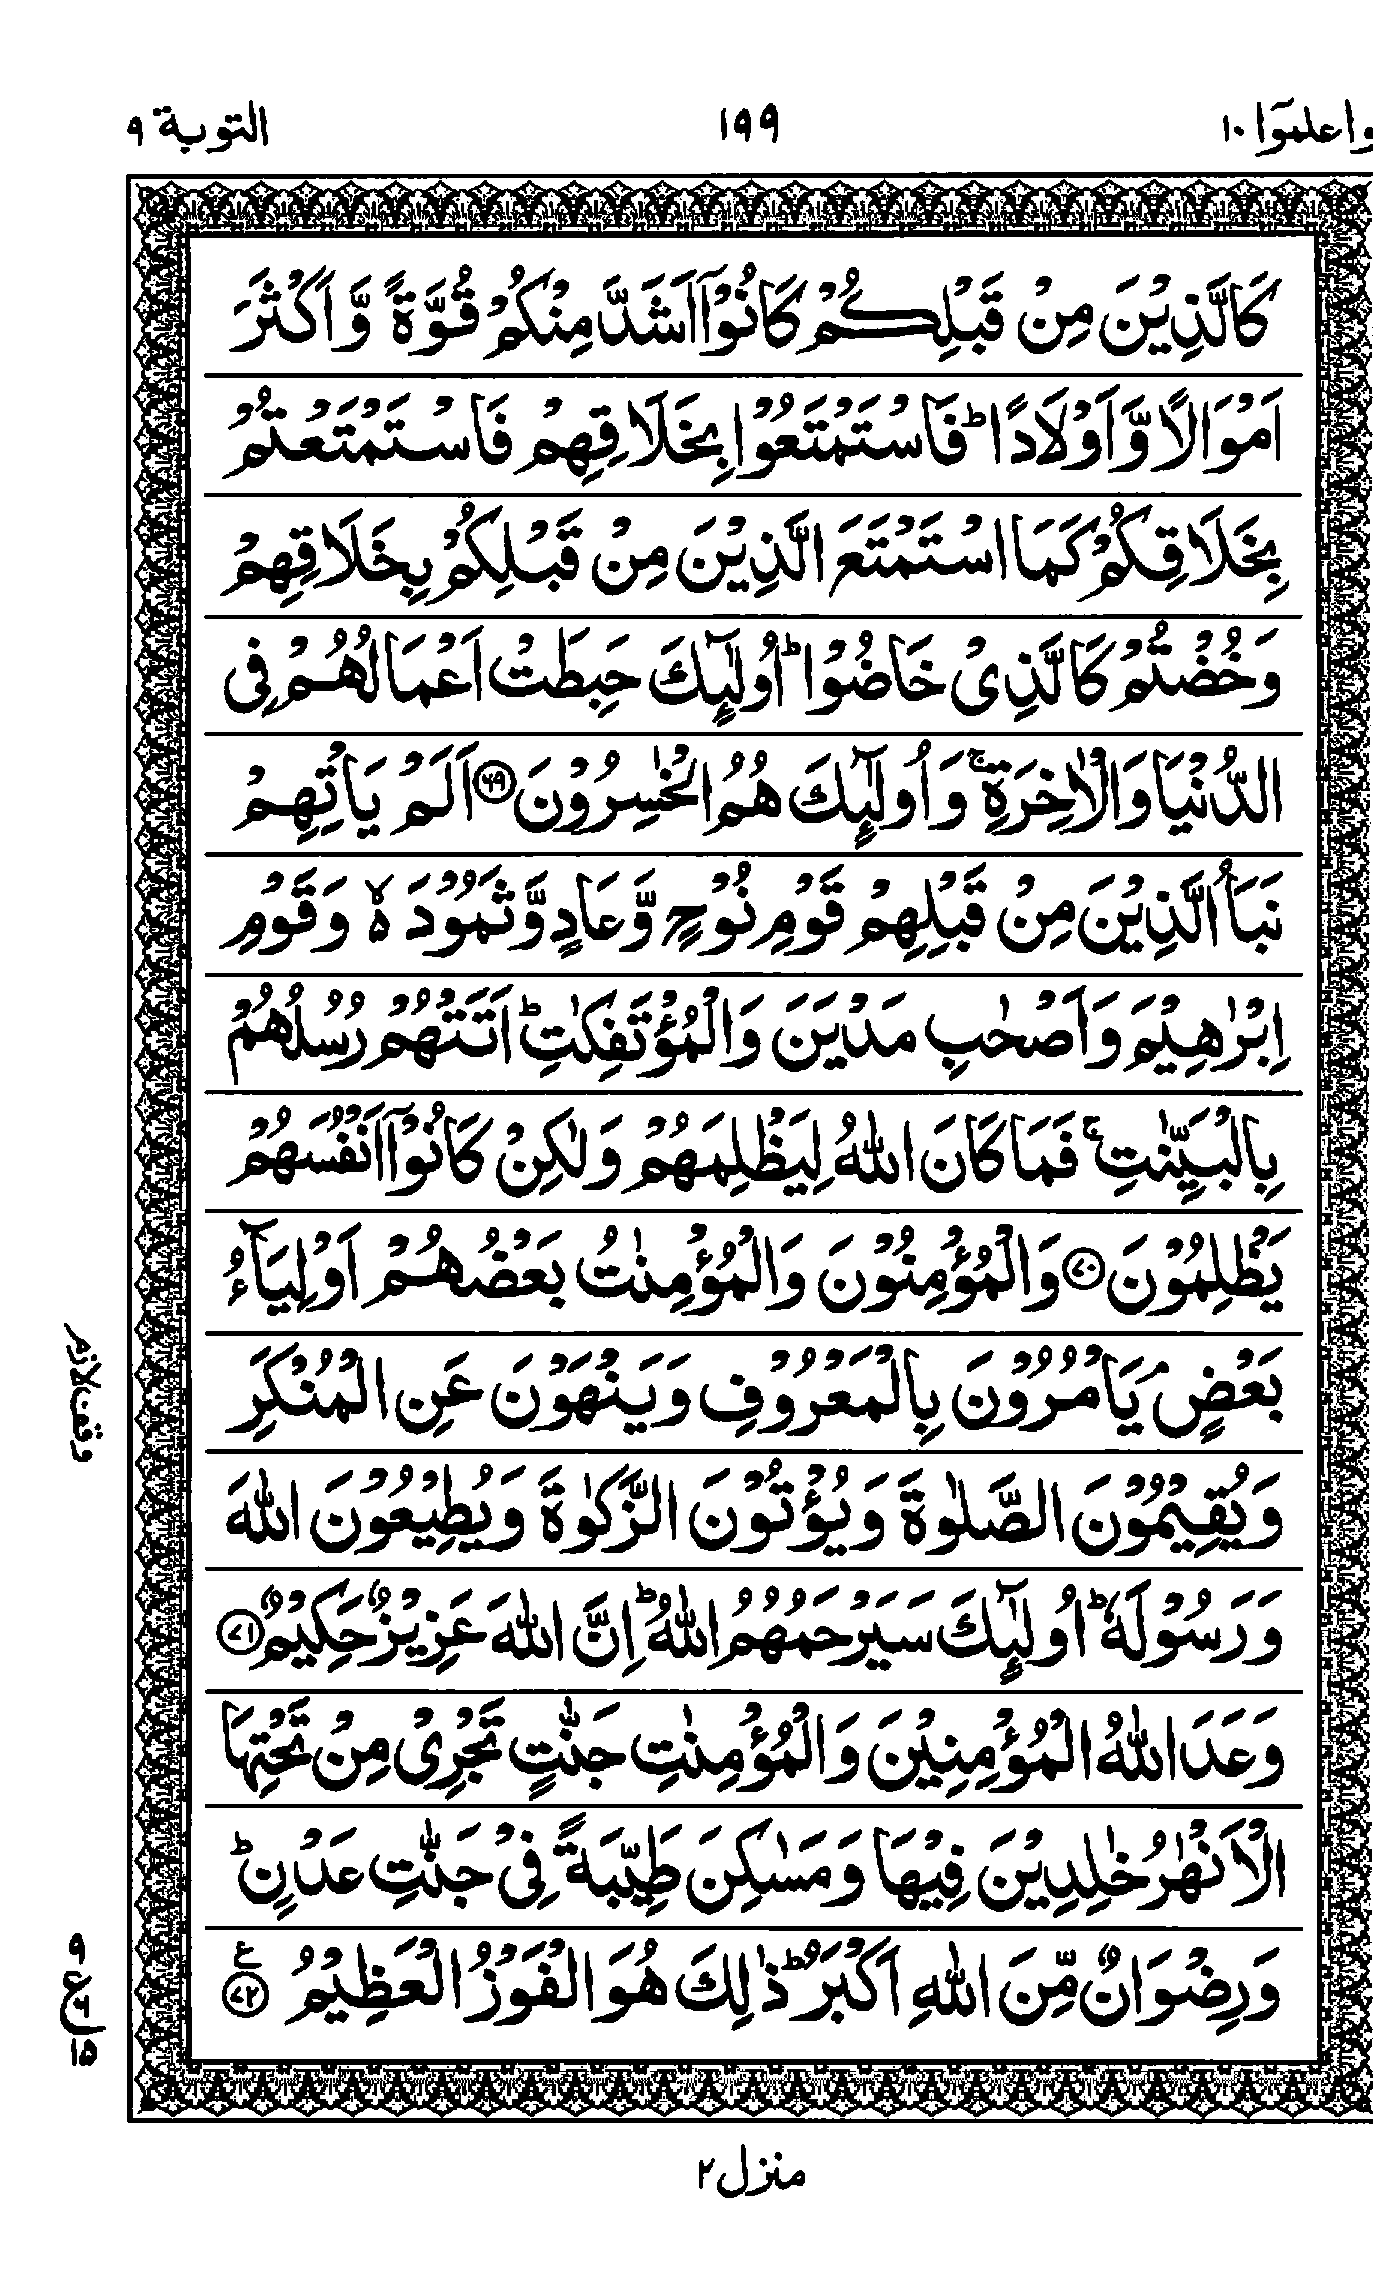 واعلموٓا ١٠
١٩٩
التوبة ٩
كَالَّذِيْنَ مِنْ قَبْلِكُمْ كَانُوْۤا اَشَدَّ مِنْكُمْ قُوَّةً وَّ اَكْثَرَ
اَمْوَالًا وَّ اَوْلَادًا ؕ فَاسْتَمْتَعُوْا بِخَلَاقِهِمْ فَاسْتَمْتَعْتُمْ
بِخَلَاقِكُمْ كَمَا اسْتَمْتَعَ الَّذِيْنَ مِنْ قَبْلِكُمْ بِخَلَاقِهِمْ
وَخُضْتُمْ كَالَّذِىْ خَاضُوْا ؕ اُولٰٓئِكَ حَبِطَتْ اَعْمَالُهُمْ فِى
الدُّنْيَا وَالْاٰخِرَةِ ۚ وَ اُولٰٓئِكَ هُمُ الْخٰسِرُوْنَ ﴿٦٩﴾ اَلَمْ يَاْتِهِمْ
نَبَاُ الَّذِيْنَ مِنْ قَبْلِهِمْ قَوْمِ نُوْحٍ وَّ عَادٍ وَّ ثَمُوْدَ ۙ۬ وَ قَوْمِ
اِبْرٰهِيْمَ وَ اَصْحٰبِ مَدْيَنَ وَالْمُؤْتَفِكٰتِ ؕ اَتَتْهُمْ رُسُلُهُمْ
بِالْبَيِّنٰتِ ۚ فَمَا كَانَ اللّٰهُ لِيَظْلِمَهُمْ وَلٰكِنْ كَانُوْۤا اَنْفُسَهُمْ
يَظْلِمُوْنَ ﴿٧٠﴾ وَالْمُؤْمِنُوْنَ وَالْمُؤْمِنٰتُ بَعْضُهُمْ اَوْلِيَآءُ
بَعْضٍ ۘ يَاْمُرُوْنَ بِالْمَعْرُوْفِ وَيَنْهَوْنَ عَنِ الْمُنْكَرِ
وَيُقِيْمُوْنَ الصَّلٰوةَ وَيُؤْتُوْنَ الزَّكٰوةَ وَيُطِيْعُوْنَ اللّٰهَ
وَرَسُوْلَهٗ ؕ اُولٰٓئِكَ سَيَرْحَمُهُمُ اللّٰهُ ؕ اِنَّ اللّٰهَ عَزِيْزٌ حَكِيْمٌ ﴿٧١﴾
وَعَدَ اللّٰهُ الْمُؤْمِنِيْنَ وَالْمُؤْمِنٰتِ جَنّٰتٍ تَجْرِىْ مِنْ تَحْتِهَا
الْاَنْهٰرُ خٰلِدِيْنَ فِيْهَا وَمَسٰكِنَ طَيِّبَةً فِىْ جَنّٰتِ عَدْنٍ ؕ
وَرِضْوَانٌ مِّنَ اللّٰهِ اَكْبَرُ ؕ ذٰلِكَ هُوَ الْفَوْزُ الْعَظِيْمُ ﴿٧٢﴾ ع
وقف لازم
٩
ع ٦
١٥
منزل ٢